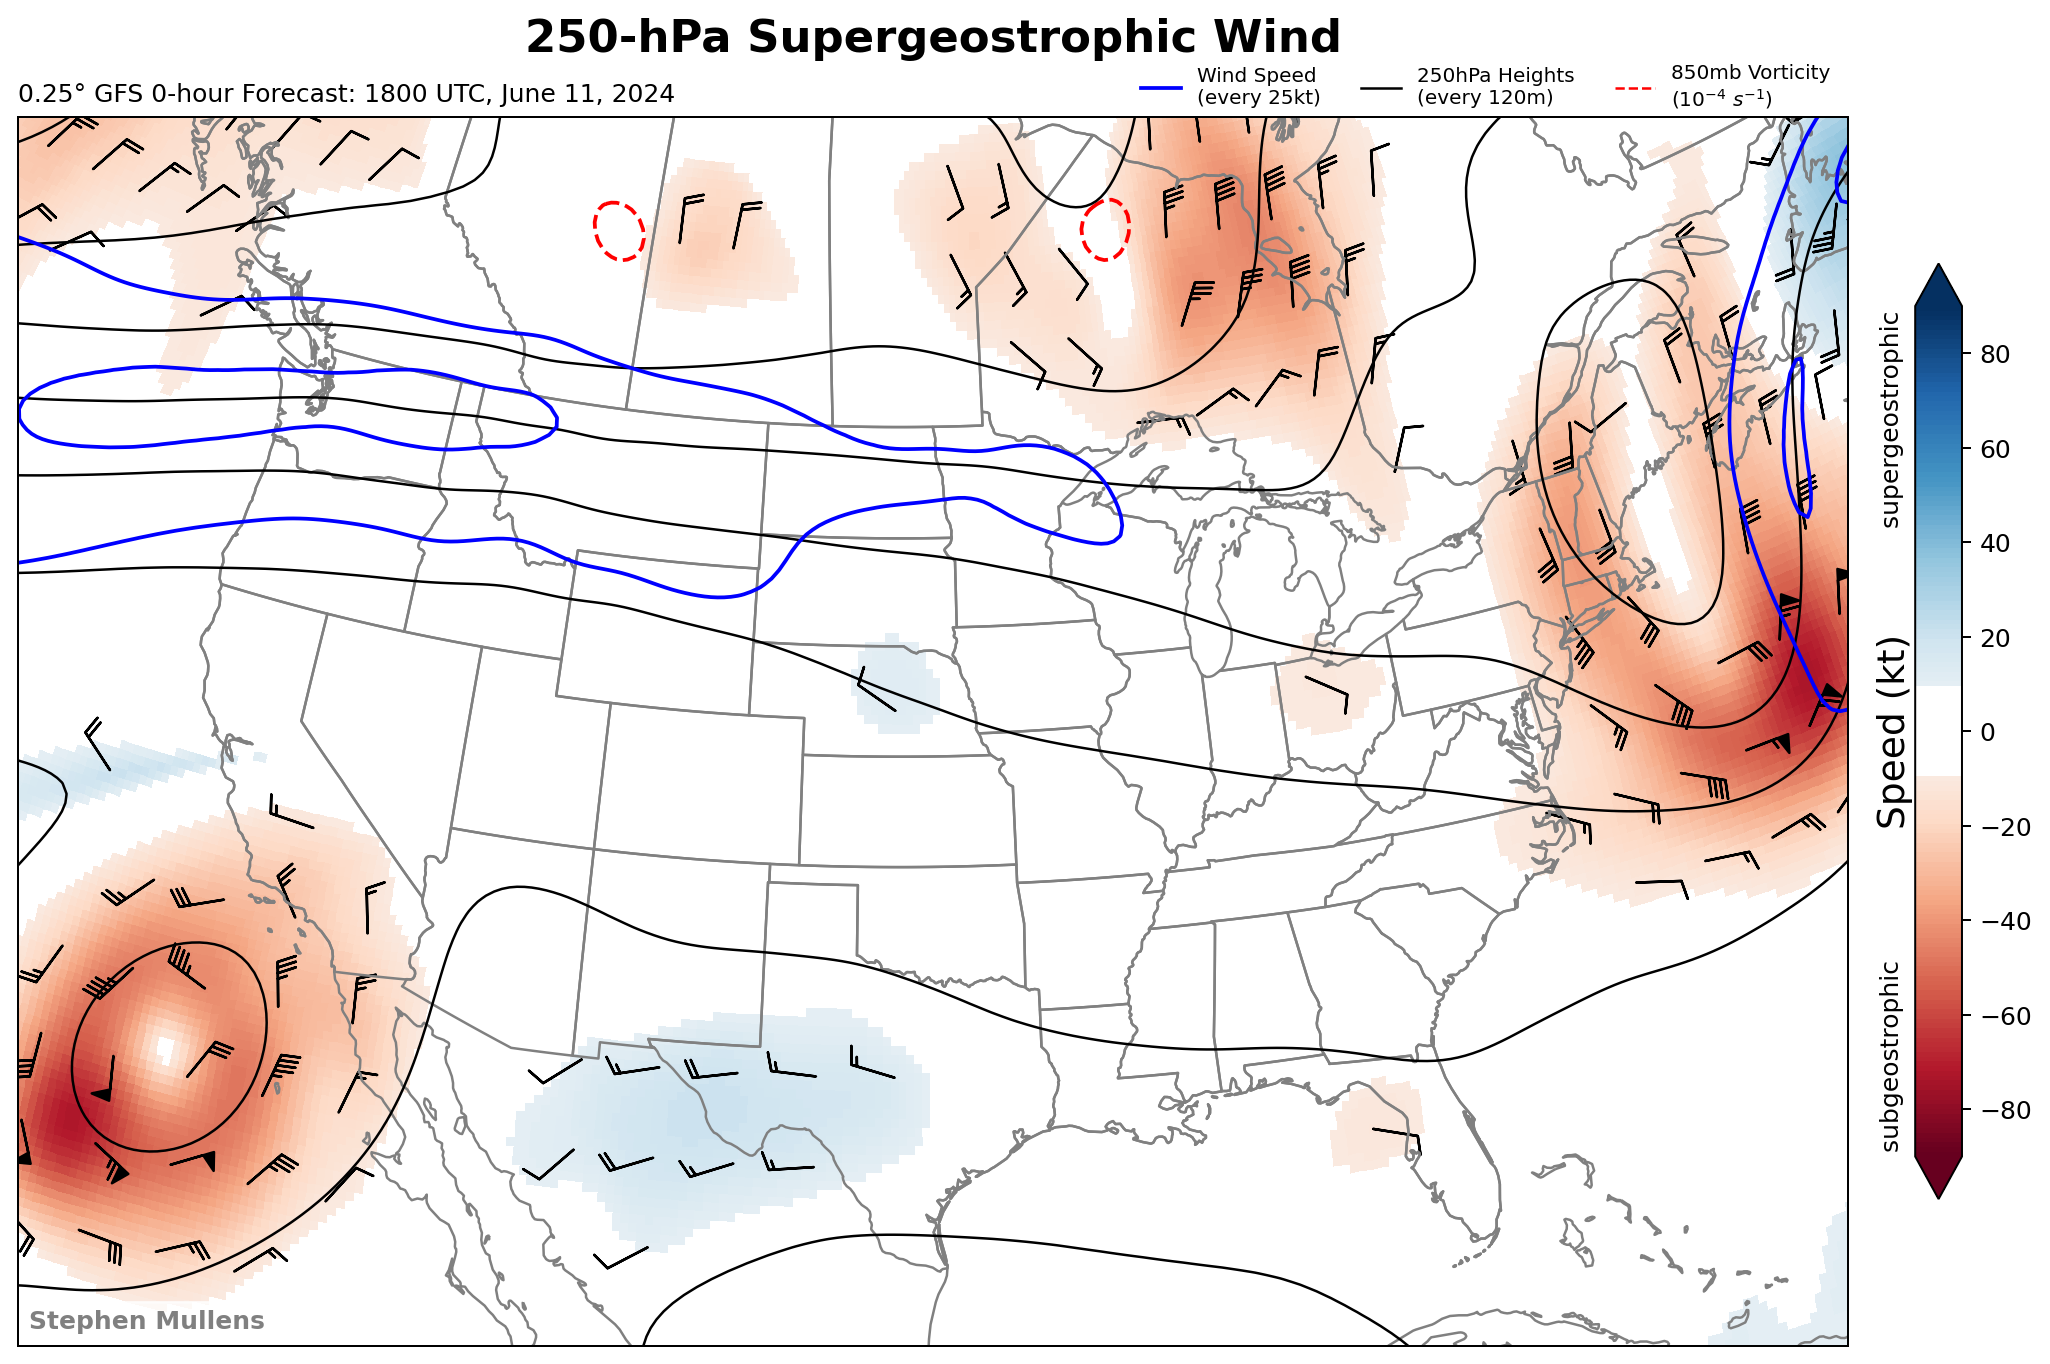 250-hPa Supergeostrophic Wind
0.25° GFS 0-hour Forecast: 1800 UTC, June 11, 2024
Wind Speed
(every 25kt)
250hPa Heights
(every 120m)
850mb Vorticity
(10⁻⁴ s⁻¹)
supergeostrophic
Speed (kt)
subgeostrophic
80
60
40
20
0
−20
−40
−60
−80
Stephen Mullens